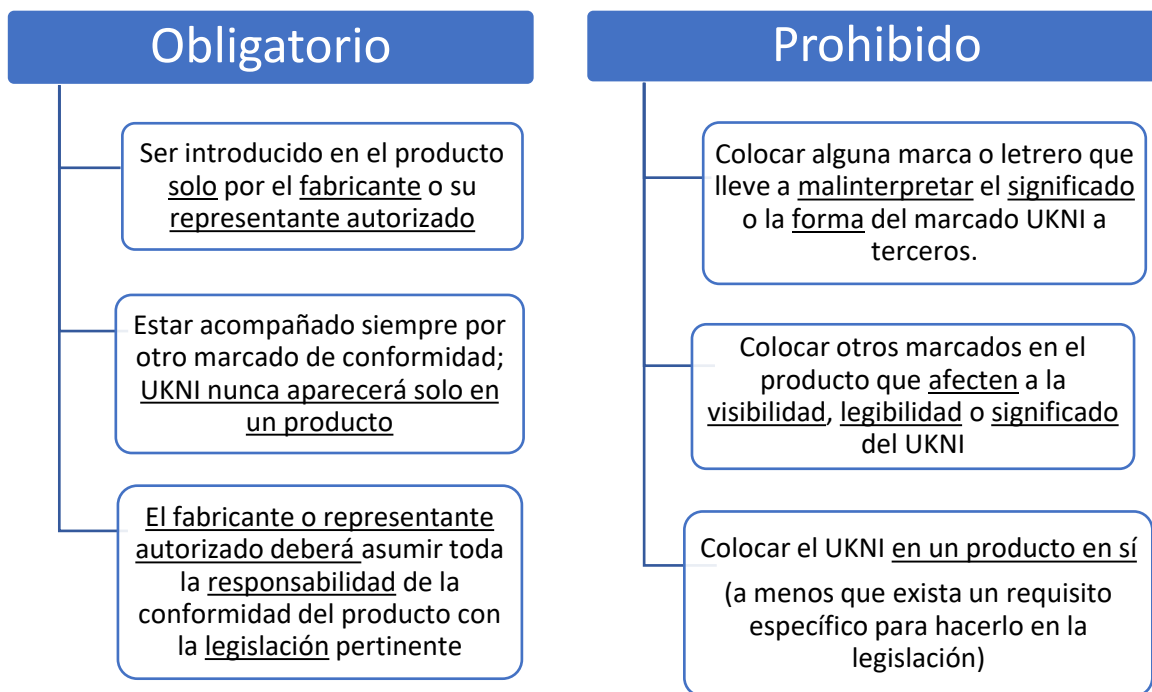 Obligatorio
Ser introducido en el producto
solo por el fabricante o su
representante autorizado
Estar acompañado siempre por
otro marcado de conformidad;
UKNI nunca aparecerá solo en
un producto
El fabricante o representante
autorizado deberá asumir toda
la responsabilidad de la
conformidad del producto con
la legislación pertinente
Prohibido
Colocar alguna marca o letrero que
lleve a malinterpretar el significado
o la forma del marcado UKNI a
terceros.
Colocar otros marcados en el
producto que afecten a la
visibilidad, legibilidad o significado
del UKNI
Colocar el UKNI en un producto en sí
(a menos que exista un requisito
específico para hacerlo en la
legislación)